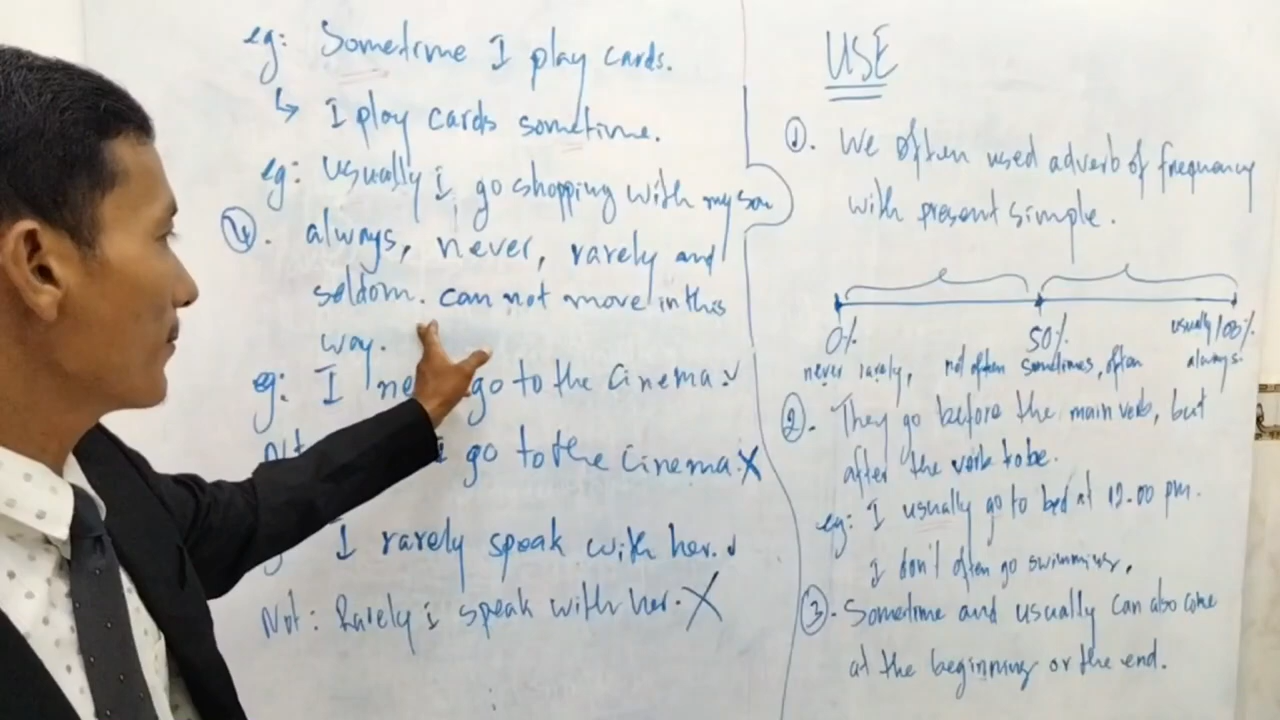 eg: Sometime I play cards.
↳ I play cards sometime.
eg: Usually I go shopping with my son
④. always, never, rarely and
seldom. can not move in this
way.
eg: I go to the cinema. ✓
go to the cinema. X
I rarely speak with her. ✓
Not: Rarely I speak with her. X
USE
①. We often used adverb of frequency
with present simple.
0% 50% usually 100%
never rarely, not often sometimes, often always.
②. They go before the main verb, but
after the verb to be.
eg: I usually go to bed at 12.00 pm.
I don't often go swimming.
③. Sometime and usually can also come
at the beginning or the end.